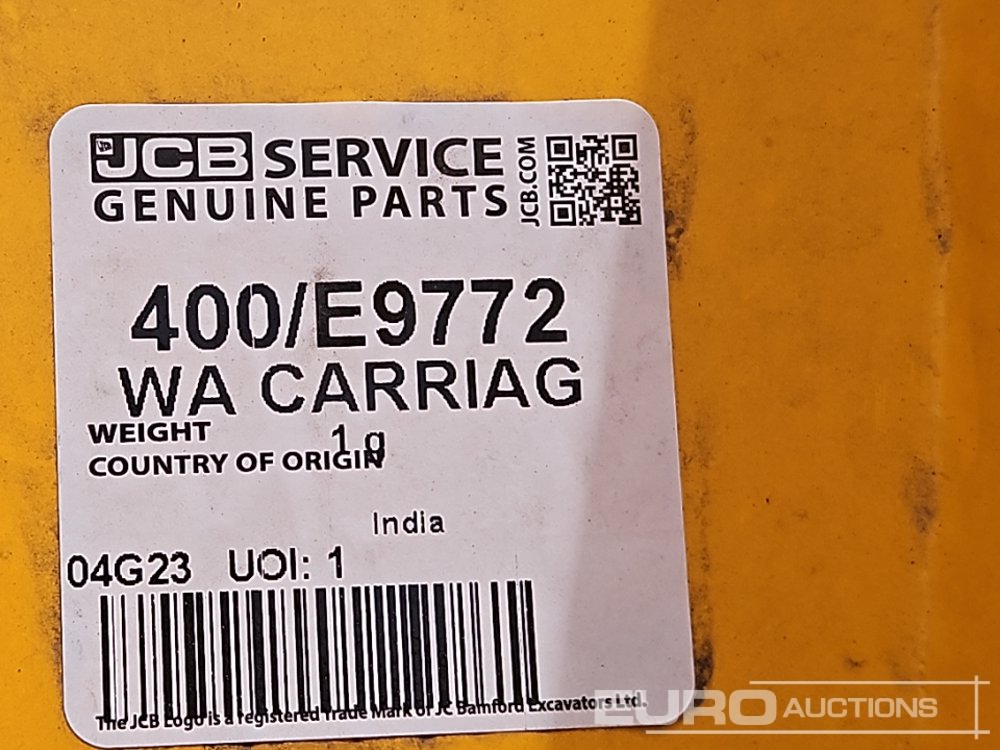 JCB SERVICE
GENUINE PARTS
JCB.COM
400/E9772
WA CARRIAG
WEIGHT 1 g
COUNTRY OF ORIGIN
India
04G23 UOI: 1
The JCB Logo is a registered Trade Mark of JC Bamford Excavators Ltd.
EURO AUCTIONS